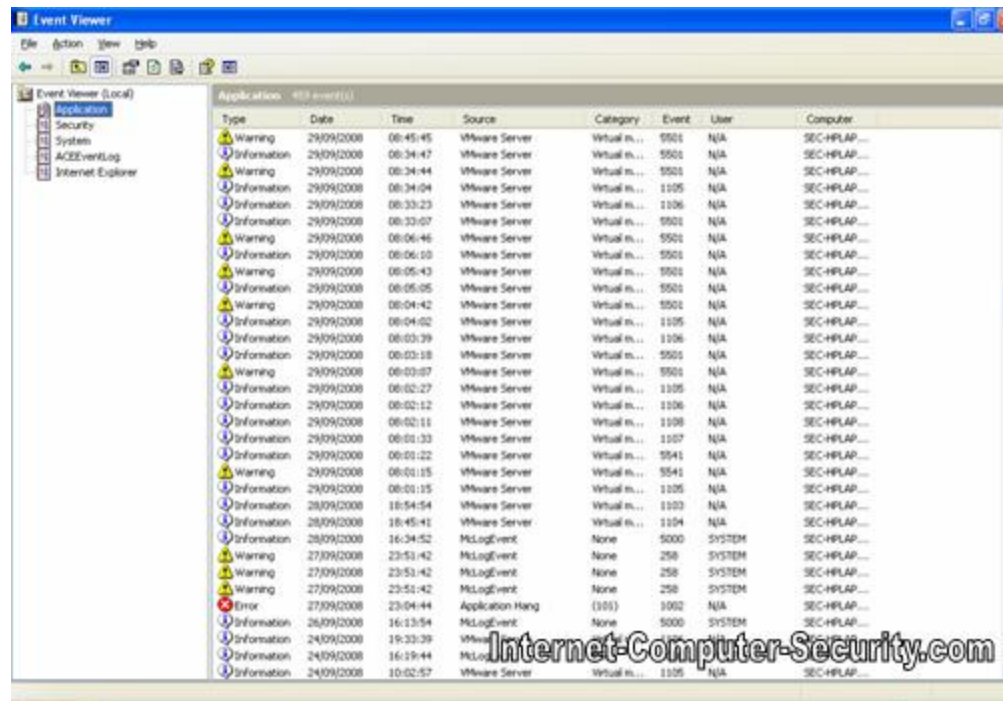 Event Viewer
File Action View Help
Event Viewer (Local)
Application
Security
System
ACEEventLog
Internet Explorer
Application 459 event(s)
Type Date Time Source Category Event User Computer
Warning 29/09/2008 08:45:45 VMware Server Virtual m... 5501 N/A SEC-HPLAP....
Information 29/09/2008 08:34:47 VMware Server Virtual m... 5501 N/A SEC-HPLAP....
Warning 29/09/2008 08:34:44 VMware Server Virtual m... 5501 N/A SEC-HPLAP....
Information 29/09/2008 08:34:04 VMware Server Virtual m... 1105 N/A SEC-HPLAP....
Information 29/09/2008 08:33:23 VMware Server Virtual m... 1106 N/A SEC-HPLAP....
Information 29/09/2008 08:33:07 VMware Server Virtual m... 5501 N/A SEC-HPLAP....
Warning 29/09/2008 08:06:46 VMware Server Virtual m... 5501 N/A SEC-HPLAP....
Information 29/09/2008 08:06:10 VMware Server Virtual m... 5501 N/A SEC-HPLAP....
Warning 29/09/2008 08:05:43 VMware Server Virtual m... 5501 N/A SEC-HPLAP....
Information 29/09/2008 08:05:05 VMware Server Virtual m... 5501 N/A SEC-HPLAP....
Warning 29/09/2008 08:04:42 VMware Server Virtual m... 5501 N/A SEC-HPLAP....
Information 29/09/2008 08:04:02 VMware Server Virtual m... 1105 N/A SEC-HPLAP....
Information 29/09/2008 08:03:39 VMware Server Virtual m... 1106 N/A SEC-HPLAP....
Information 29/09/2008 08:03:18 VMware Server Virtual m... 5501 N/A SEC-HPLAP....
Warning 29/09/2008 08:03:07 VMware Server Virtual m... 5501 N/A SEC-HPLAP....
Information 29/09/2008 08:02:27 VMware Server Virtual m... 1105 N/A SEC-HPLAP....
Information 29/09/2008 08:02:12 VMware Server Virtual m... 1106 N/A SEC-HPLAP....
Information 29/09/2008 08:02:11 VMware Server Virtual m... 1108 N/A SEC-HPLAP....
Information 29/09/2008 08:01:33 VMware Server Virtual m... 1107 N/A SEC-HPLAP....
Information 29/09/2008 08:01:22 VMware Server Virtual m... 5541 N/A SEC-HPLAP....
Warning 29/09/2008 08:01:15 VMware Server Virtual m... 5541 N/A SEC-HPLAP....
Information 29/09/2008 08:01:15 VMware Server Virtual m... 1105 N/A SEC-HPLAP....
Information 28/09/2008 18:54:54 VMware Server Virtual m... 1103 N/A SEC-HPLAP....
Information 28/09/2008 18:45:41 VMware Server Virtual m... 1104 N/A SEC-HPLAP....
Information 28/09/2008 16:34:52 McLogEvent None 5000 SYSTEM SEC-HPLAP....
Warning 27/09/2008 23:51:42 McLogEvent None 258 SYSTEM SEC-HPLAP....
Warning 27/09/2008 23:51:42 McLogEvent None 258 SYSTEM SEC-HPLAP....
Warning 27/09/2008 23:51:42 McLogEvent None 258 SYSTEM SEC-HPLAP....
Error 27/09/2008 23:04:44 Application Hang (101) 1002 N/A SEC-HPLAP....
Information 26/09/2008 16:13:54 McLogEvent None 5000 SYSTEM SEC-HPLAP....
Information 24/09/2008 19:33:39
Information 24/09/2008 16:19:44
Internet-Computer-Security.com
Information 24/09/2008 10:02:57 VMware Server Virtual m... 1105 N/A SEC-HPLAP....